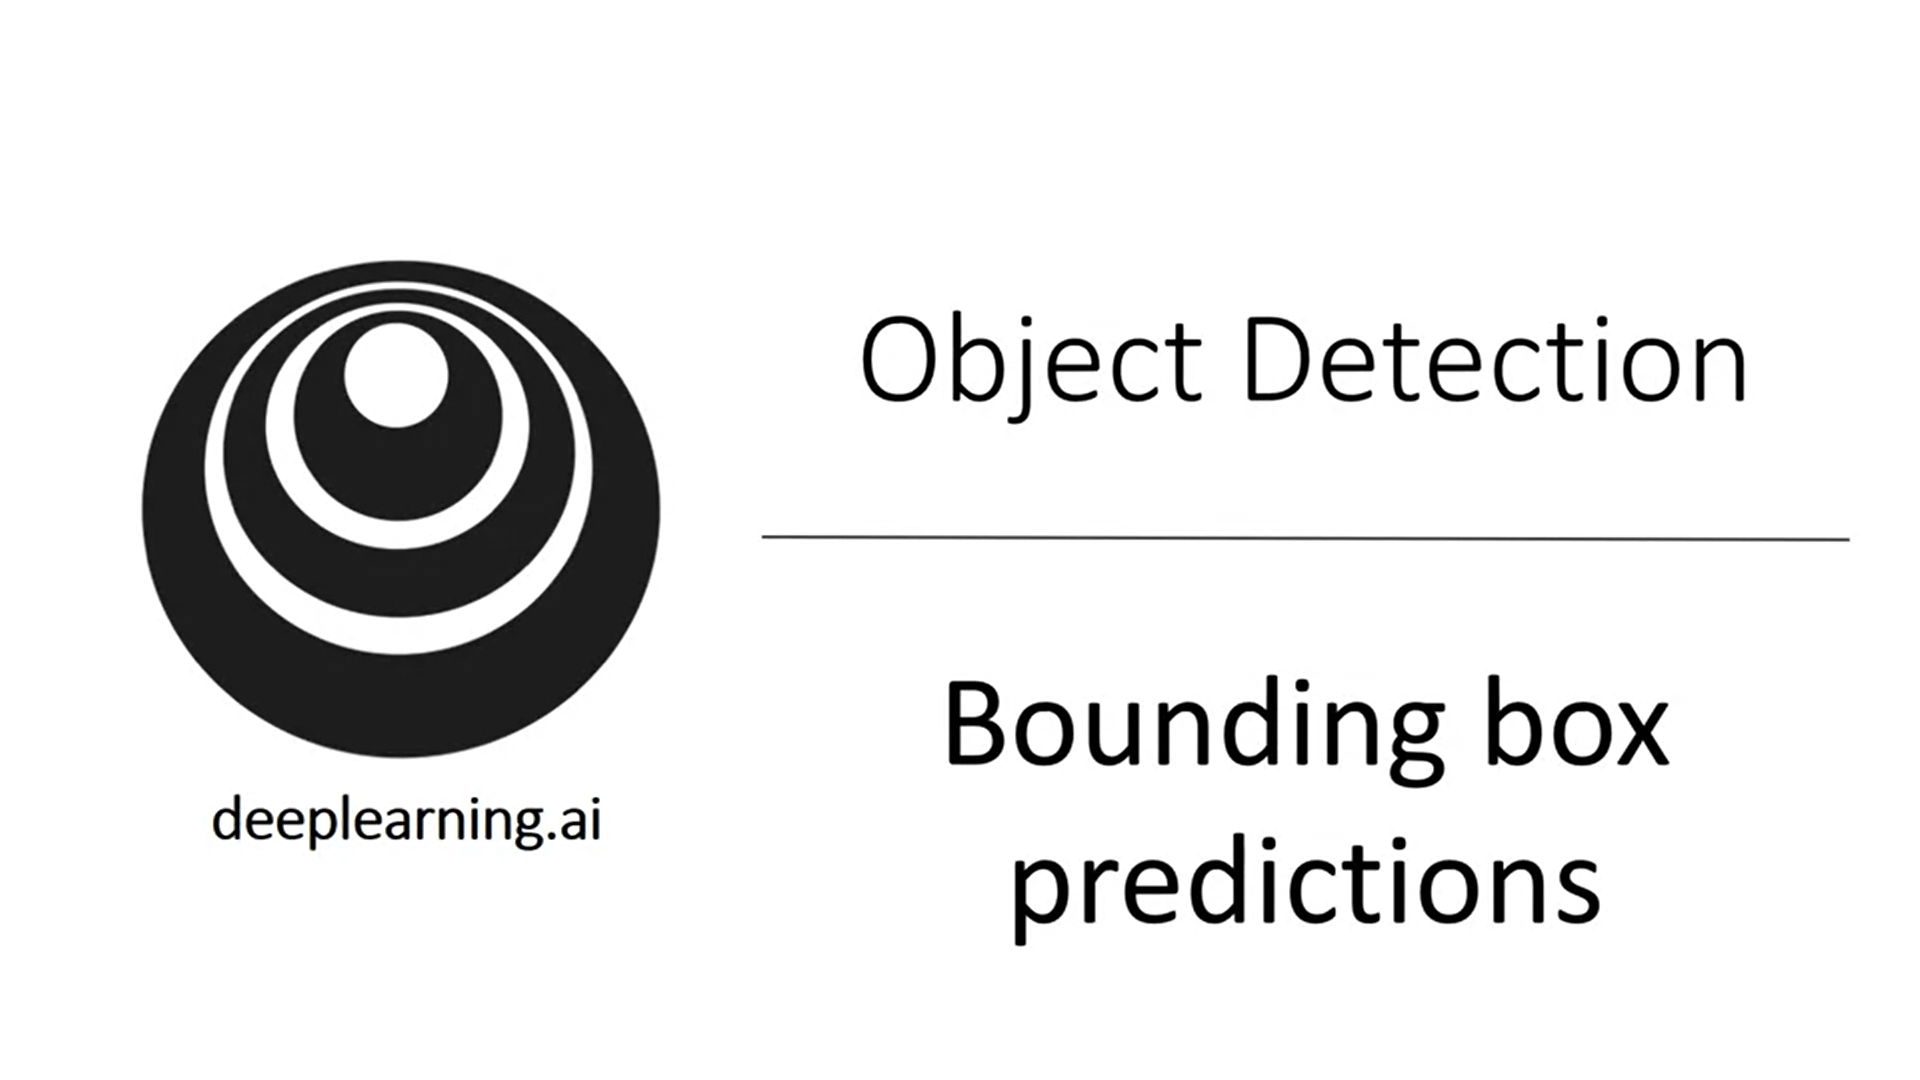 deeplearning.ai
Object Detection
Bounding box
predictions